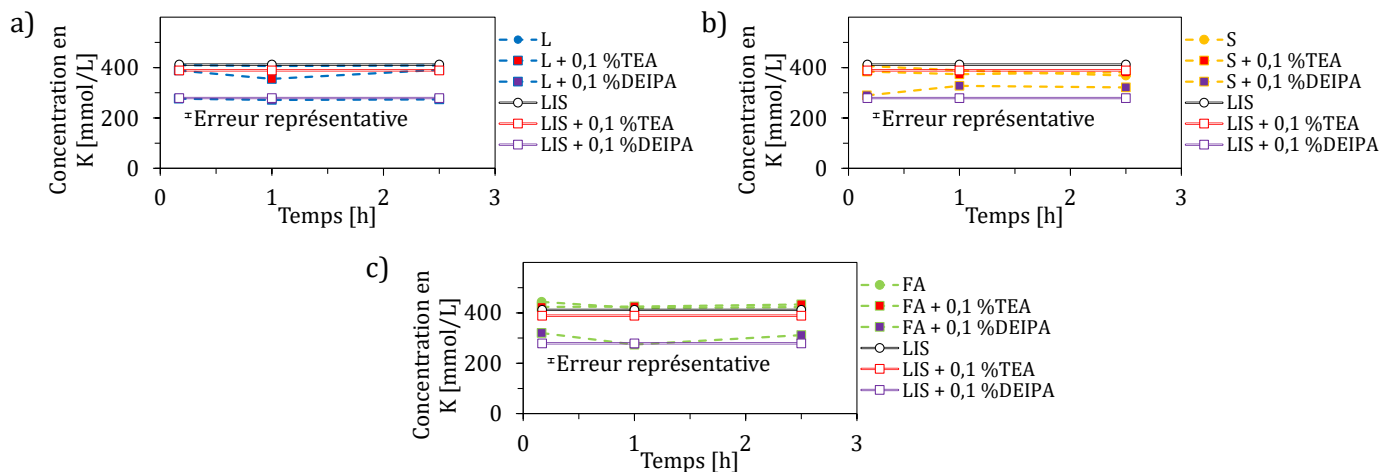 a)
Concentration en
K [mmol/L]
400
200
0
0 1 2 3
Temps [h]
*Erreur représentative
L
L + 0,1 %TEA
L + 0,1 %DEIPA
LIS
LIS + 0,1 %TEA
LIS + 0,1 %DEIPA
b)
Concentration en
K [mmol/L]
400
200
0
0 1 2 3
Temps [h]
*Erreur représentative
S
S + 0,1 %TEA
S + 0,1 %DEIPA
LIS
LIS + 0,1 %TEA
LIS + 0,1 %DEIPA
c)
Concentration en
K [mmol/L]
400
200
0
0 1 2 3
Temps [h]
*Erreur représentative
FA
FA + 0,1 %TEA
FA + 0,1 %DEIPA
LIS
LIS + 0,1 %TEA
LIS + 0,1 %DEIPA